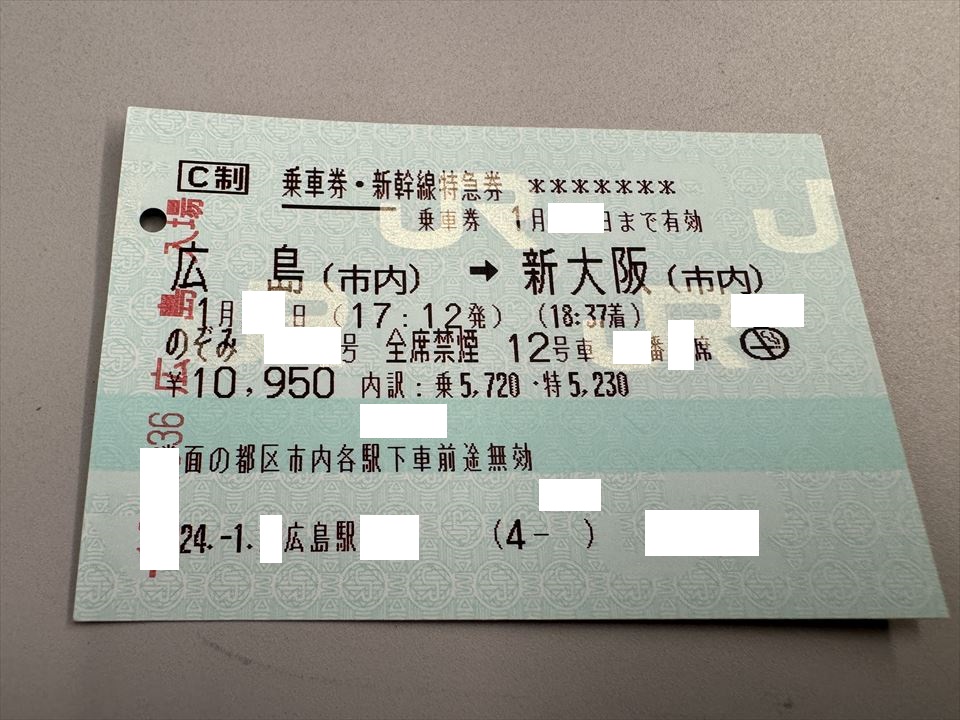 C制 乗車券・新幹線特急券 *******
乗車券 1月 日まで有効
広島(市内) ➡ 新大阪(市内)
1月 日 (17:12発) (18:37着)
のぞみ 号 全席禁煙 12号車 番 席
¥10,950 内訳:乗5,720・特5,230
面の都区市内各駅下車前途無効
24.-1. 広島駅 (4- )
36 広島 入場
JR
JR